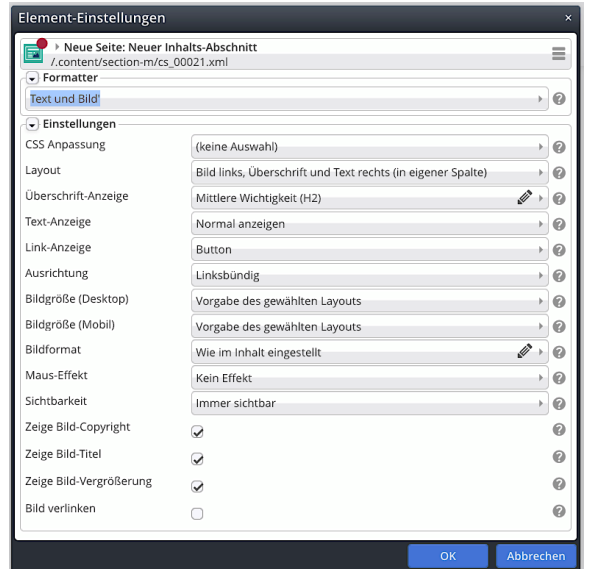 Element-Einstellungen ×
Neue Seite: Neuer Inhalts-Abschnitt
/.content/section-m/cs_00021.xml
Formatter
Text und Bild'
Einstellungen
CSS Anpassung (keine Auswahl)
Layout Bild links, Überschrift und Text rechts (in eigener Spalte)
Überschrift-Anzeige Mittlere Wichtigkeit (H2)
Text-Anzeige Normal anzeigen
Link-Anzeige Button
Ausrichtung Linksbündig
Bildgröße (Desktop) Vorgabe des gewählten Layouts
Bildgröße (Mobil) Vorgabe des gewählten Layouts
Bildformat Wie im Inhalt eingestellt
Maus-Effekt Kein Effekt
Sichtbarkeit Immer sichtbar
Zeige Bild-Copyright
Zeige Bild-Titel
Zeige Bild-Vergrößerung
Bild verlinken
OK Abbrechen